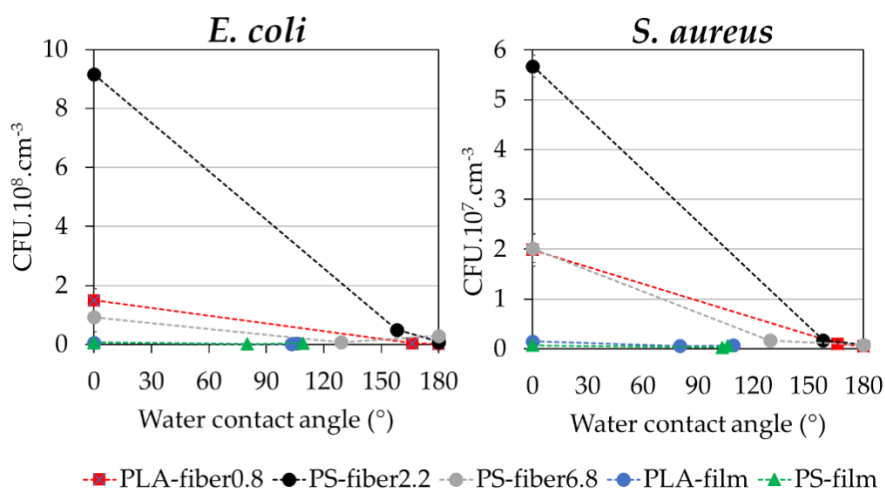 E. coli
10
8
6
4
2
0
CFU.10⁸.cm⁻³
0 30 60 90 120 150 180
Water contact angle (°)
S. aureus
6
5
4
3
2
1
0
CFU.10⁷.cm⁻³
0 30 60 90 120 150 180
Water contact angle (°)
PLA-fiber0.8 PS-fiber2.2 PS-fiber6.8 PLA-film PS-film